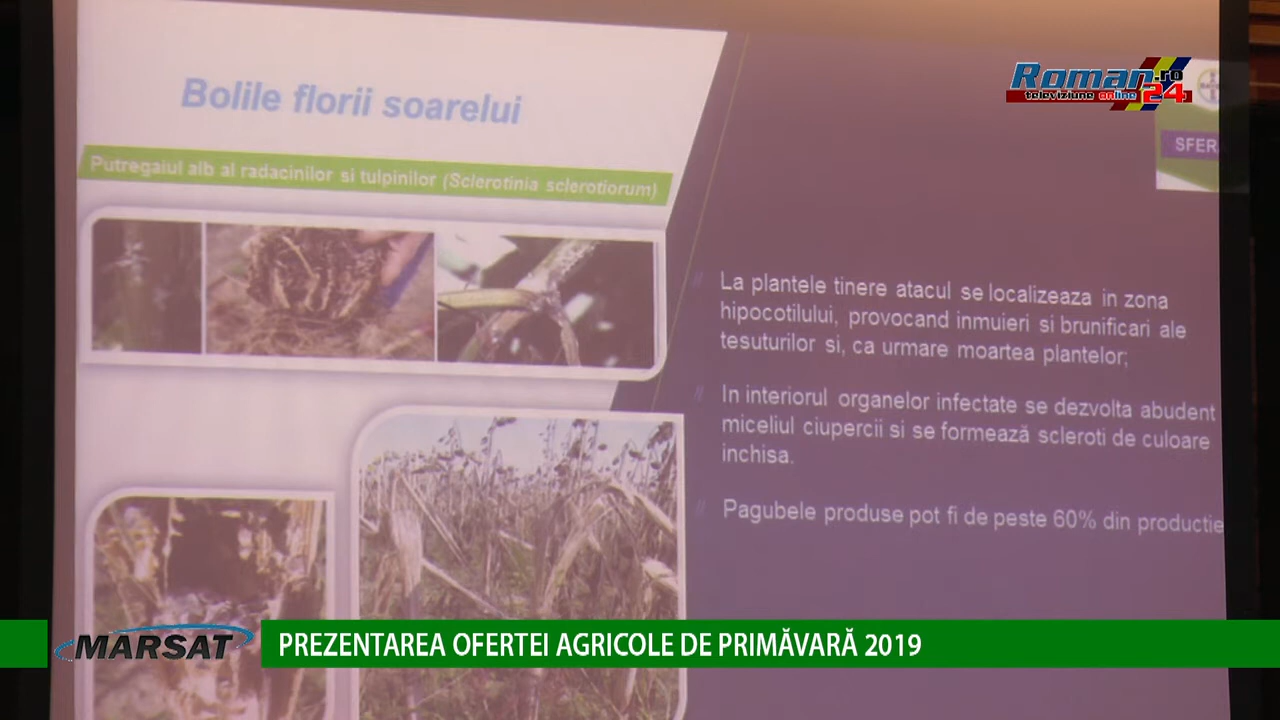 Bolile florii soarelui
Putregaiul alb al radacinilor si tulpinilor (Sclerotinia sclerotiorum)
Roman.ro
televiziune online 24
SFERA
La plantele tinere atacul se localizeaza in zona
hipocotilului, provocand inmuieri si brunificari ale
tesuturilor si, ca urmare moartea plantelor;
In interiorul organelor infectate se dezvolta abudent
miceliul ciupercii si se formează scleroti de culoare
inchisa.
Pagubele produse pot fi de peste 60% din productie
MARSAT
PREZENTAREA OFERTEI AGRICOLE DE PRIMĂVARĂ 2019